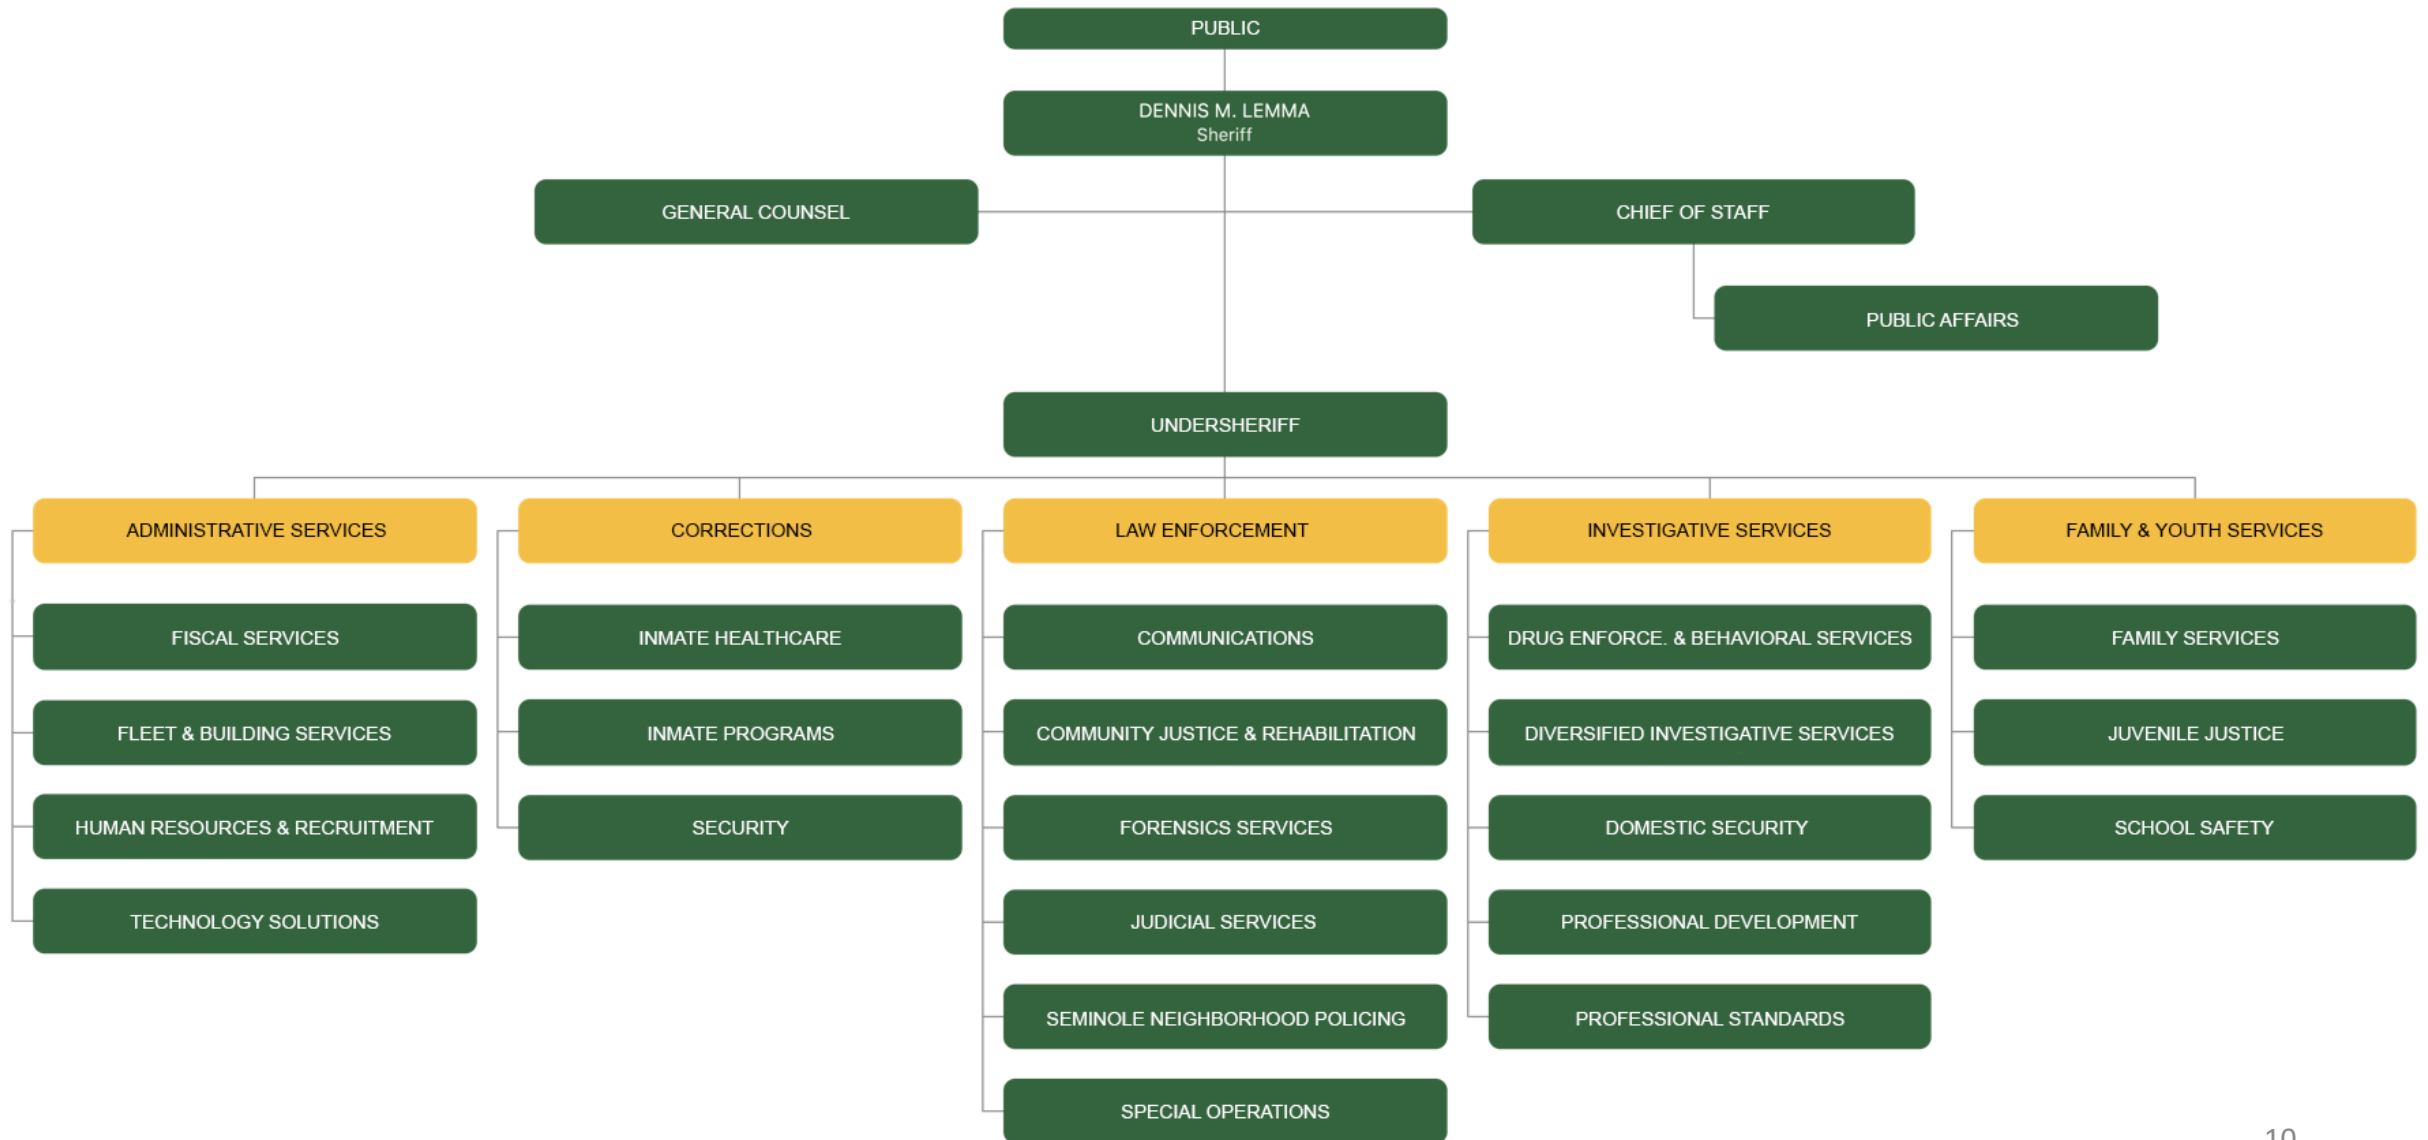 PUBLIC
DENNIS M. LEMMA
Sheriff
GENERAL COUNSEL
CHIEF OF STAFF
PUBLIC AFFAIRS
UNDERSHERIFF
ADMINISTRATIVE SERVICES
FISCAL SERVICES
FLEET & BUILDING SERVICES
HUMAN RESOURCES & RECRUITMENT
TECHNOLOGY SOLUTIONS
CORRECTIONS
INMATE HEALTHCARE
INMATE PROGRAMS
SECURITY
LAW ENFORCEMENT
COMMUNICATIONS
COMMUNITY JUSTICE & REHABILITATION
FORENSICS SERVICES
JUDICIAL SERVICES
SEMINOLE NEIGHBORHOOD POLICING
SPECIAL OPERATIONS
INVESTIGATIVE SERVICES
DRUG ENFORCE. & BEHAVIORAL SERVICES
DIVERSIFIED INVESTIGATIVE SERVICES
DOMESTIC SECURITY
PROFESSIONAL DEVELOPMENT
PROFESSIONAL STANDARDS
FAMILY & YOUTH SERVICES
FAMILY SERVICES
JUVENILE JUSTICE
SCHOOL SAFETY
10